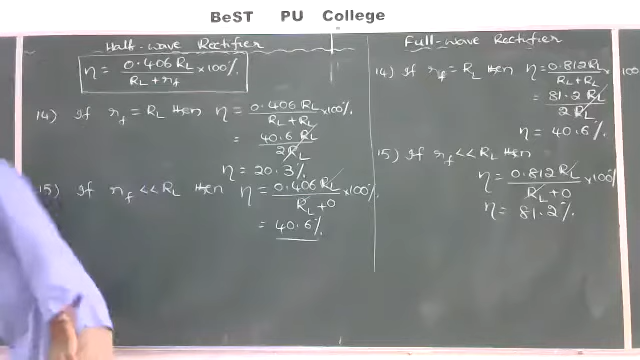 BeST PU College
Half-wave Rectifier
η = 0.406 RL / RL + rf × 100%
14) If rf = RL then η = 0.406 RL / RL + RL × 100%
= 40.6 RL / 2RL
η = 20.3%
15) If rf << RL then η = 0.406 RL / RL + 0 × 100%
= 40.6%
Full-wave Rectifier
14) If rf = RL then η = 0.812 RL / RL + RL × 100
= 81.2 RL / 2RL
η = 40.6%
15) If rf << RL then
η = 0.812 RL / RL + 0 × 100%
η = 81.2%